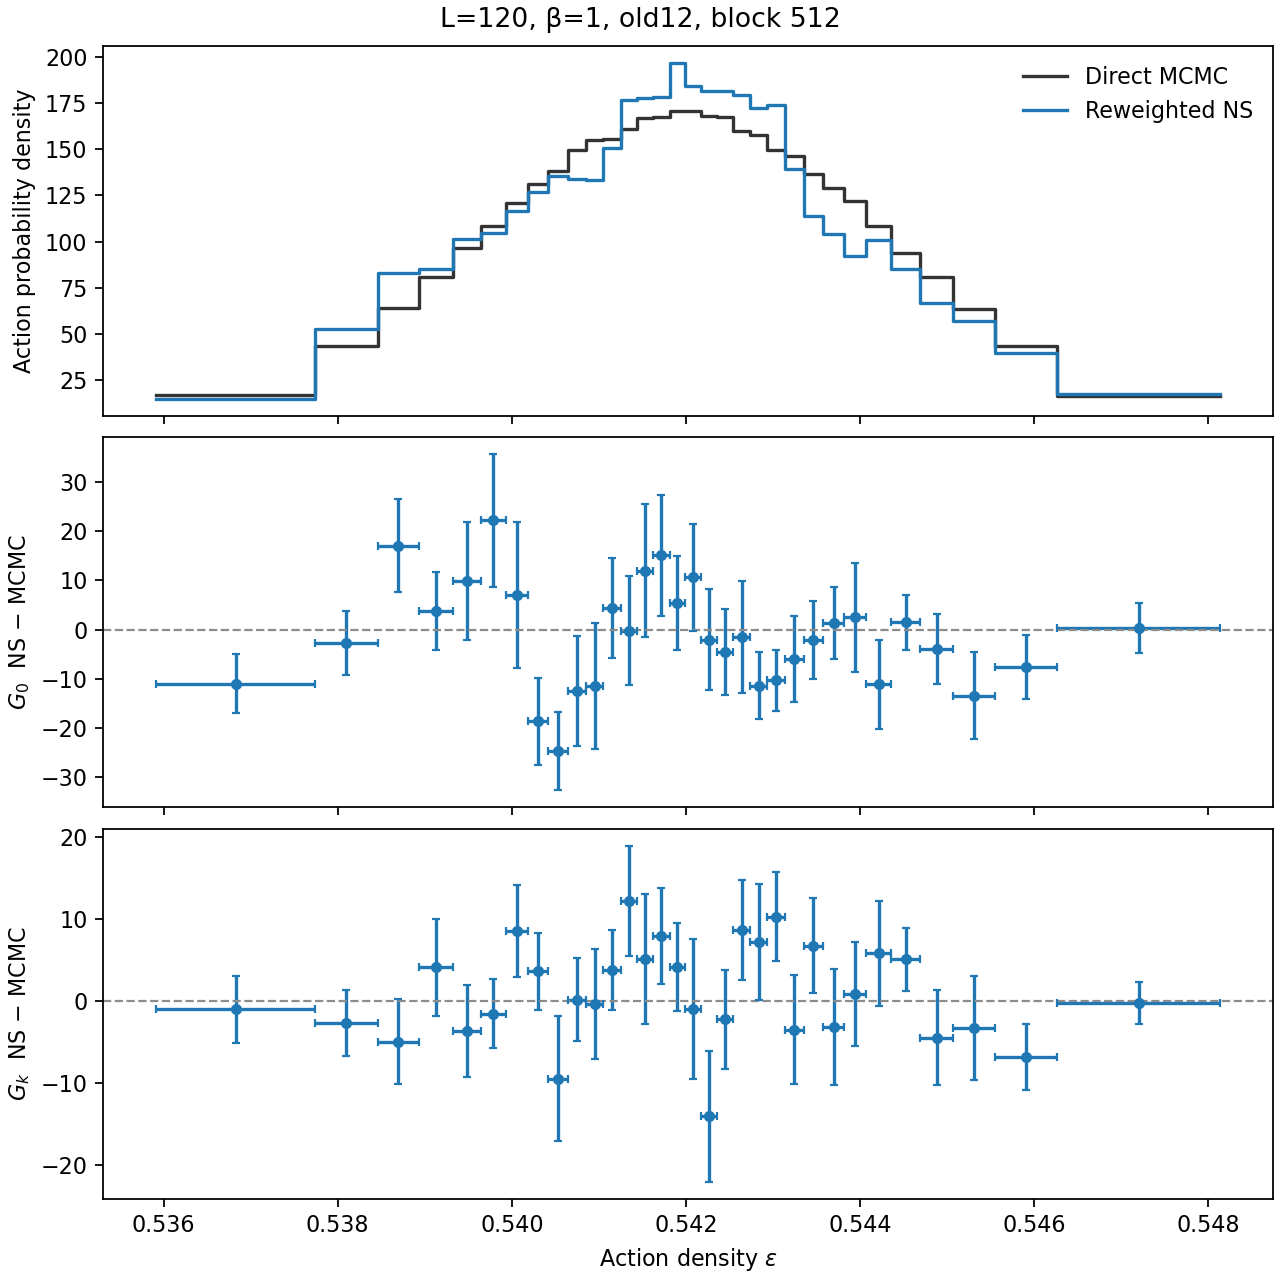 L=120, β=1, old12, block 512
Action probability density
200
175
150
125
100
75
50
25
Direct MCMC
Reweighted NS
G₀ NS − MCMC
30
20
10
0
−10
−20
−30
Gₖ NS − MCMC
20
10
0
−10
−20
0.536 0.538 0.540 0.542 0.544 0.546 0.548
Action density ε